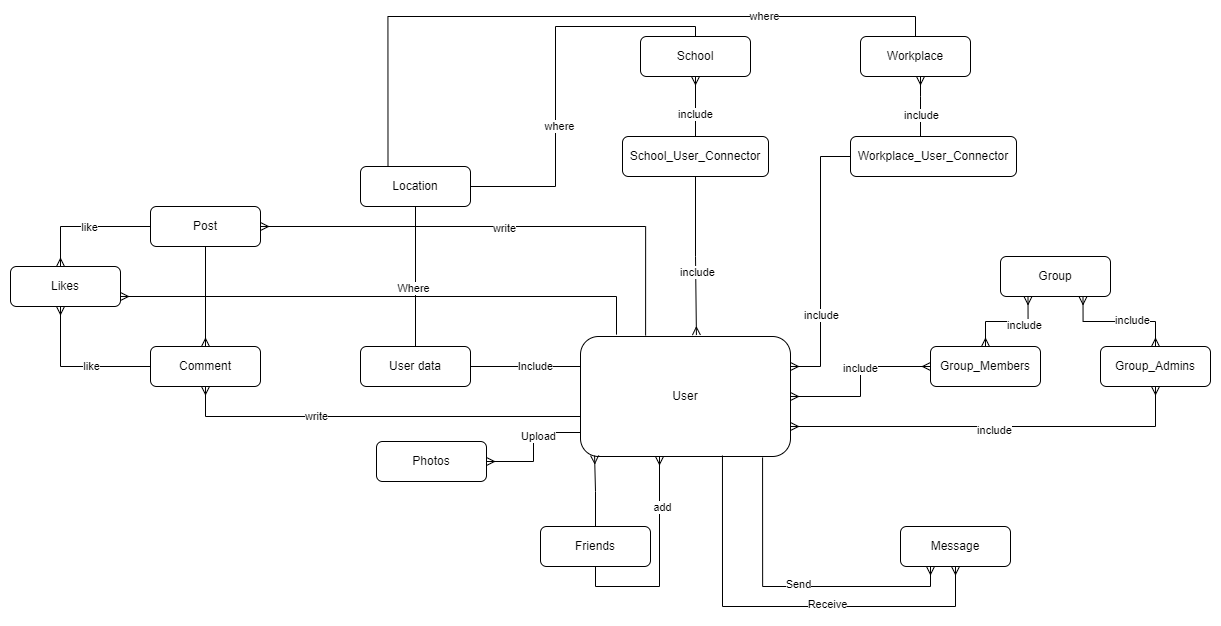 where
School
Workplace
include
include
where
School_User_Connector
Workplace_User_Connector
Location
Post
like
write
include
Group
Likes
Where
include
include
include
Comment
like
User data
Include
User
include
Group_Members
Group_Admins
write
Upload
include
Photos
add
Friends
Message
Send
Receive